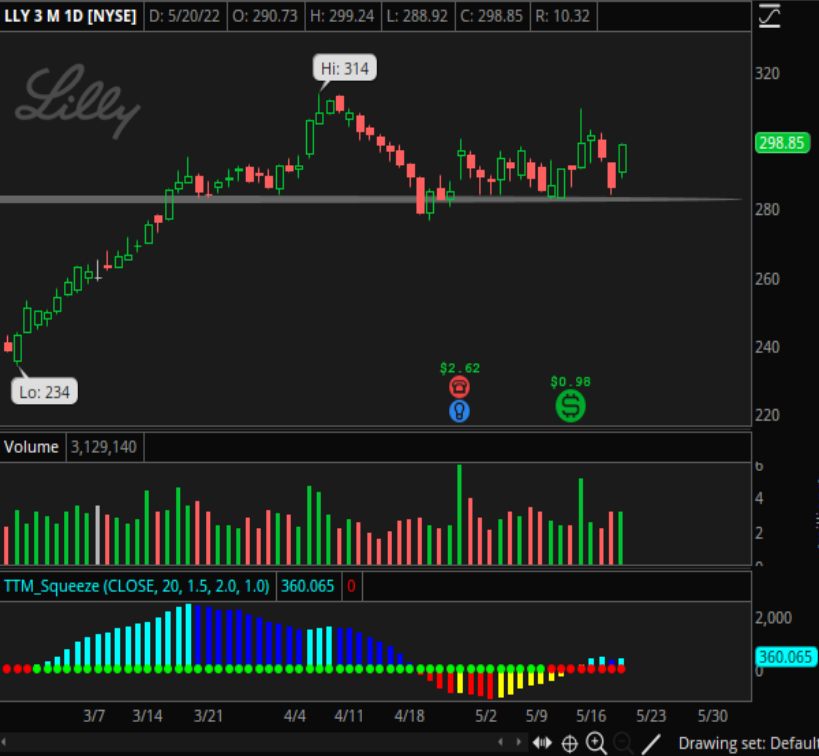 LLY 3 M 1D [NYSE] D: 5/20/22 O: 290.73 H: 299.24 L: 288.92 C: 298.85 R: 10.32
Lilly
Hi: 314
320
298.85
280
260
240
220
Lo: 234
$2.62
$0.98
$
Volume 3,129,140
6
4
2
0
TTM_Squeeze (CLOSE, 20, 1.5, 2.0, 1.0) 360.065 0
2,000
360.065
0
3/7 3/14 3/21 4/4 4/11 4/18 5/2 5/9 5/16 5/23 5/30
Drawing set: Default